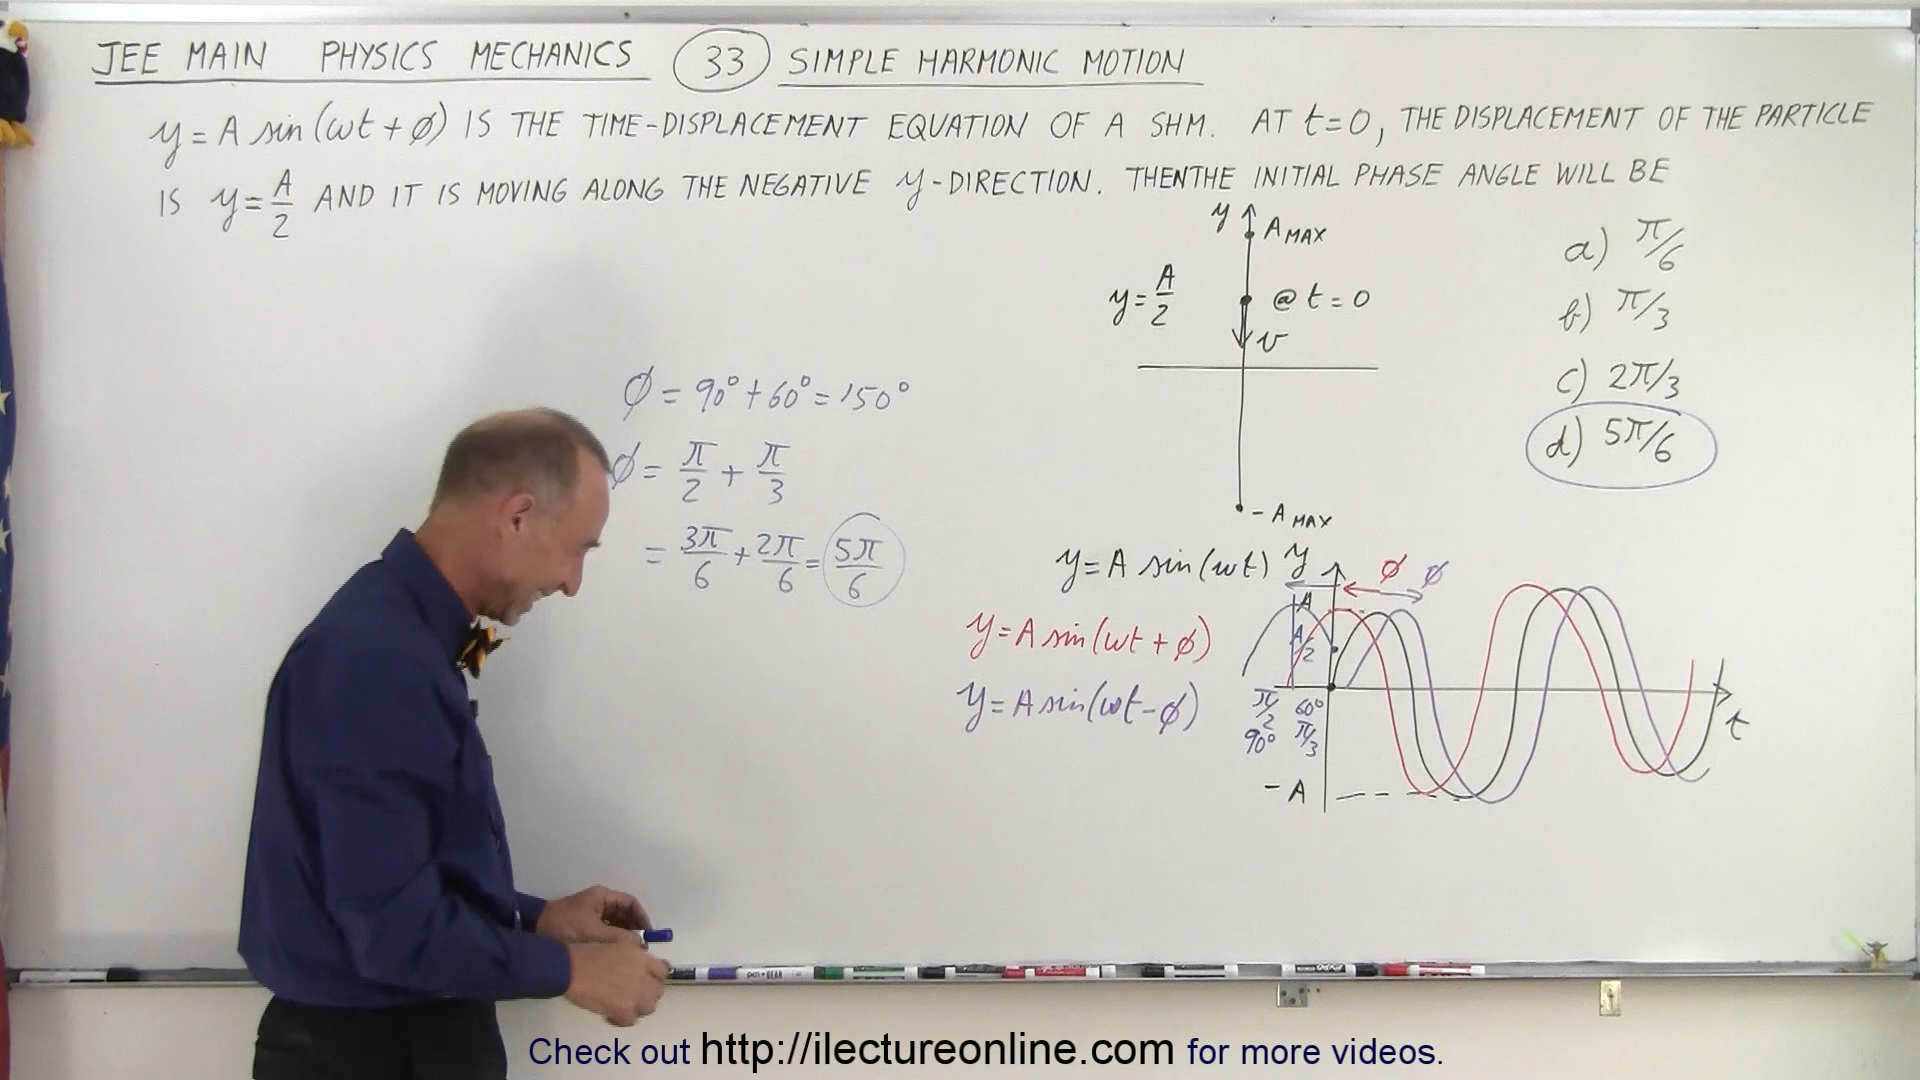 JEE MAIN PHYSICS MECHANICS 33 SIMPLE HARMONIC MOTION
y = A sin(ωt + φ) IS THE TIME-DISPLACEMENT EQUATION OF A SHM. AT t=0, THE DISPLACEMENT OF THE PARTICLE
IS y = A/2 AND IT IS MOVING ALONG THE NEGATIVE y-DIRECTION. THENTHE INITIAL PHASE ANGLE WILL BE
y
A MAX
y = A/2
@ t = 0
v
- A MAX
a) π/6
b) π/3
c) 2π/3
d) 5π/6
φ = 90° + 60° = 150°
φ = π/2 + π/3
= 3π/6 + 2π/6 = 5π/6
y = A sin(ωt)
y = A sin(ωt + φ)
y = A sin(ωt - φ)
y
φ φ
A
A/2
π/2 60°
90° π/3
t
- A
Check out http://ilectureonline.com for more videos.